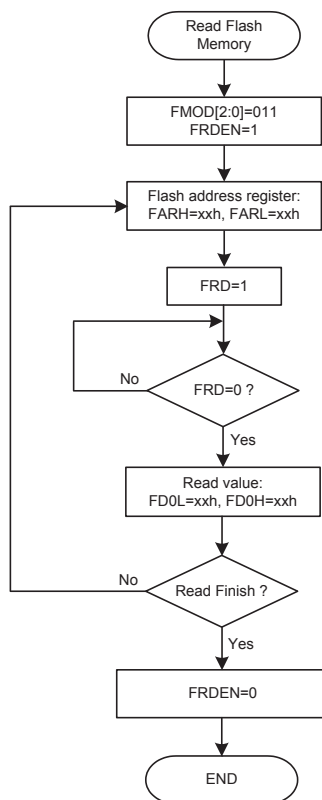 Read Flash
Memory
FMOD[2:0]=011
FRDEN=1
Flash address register:
FARH=xxh, FARL=xxh
FRD=1
No
FRD=0 ?
Yes
Read value:
FD0L=xxh, FD0H=xxh
No
Read Finish ?
Yes
FRDEN=0
END